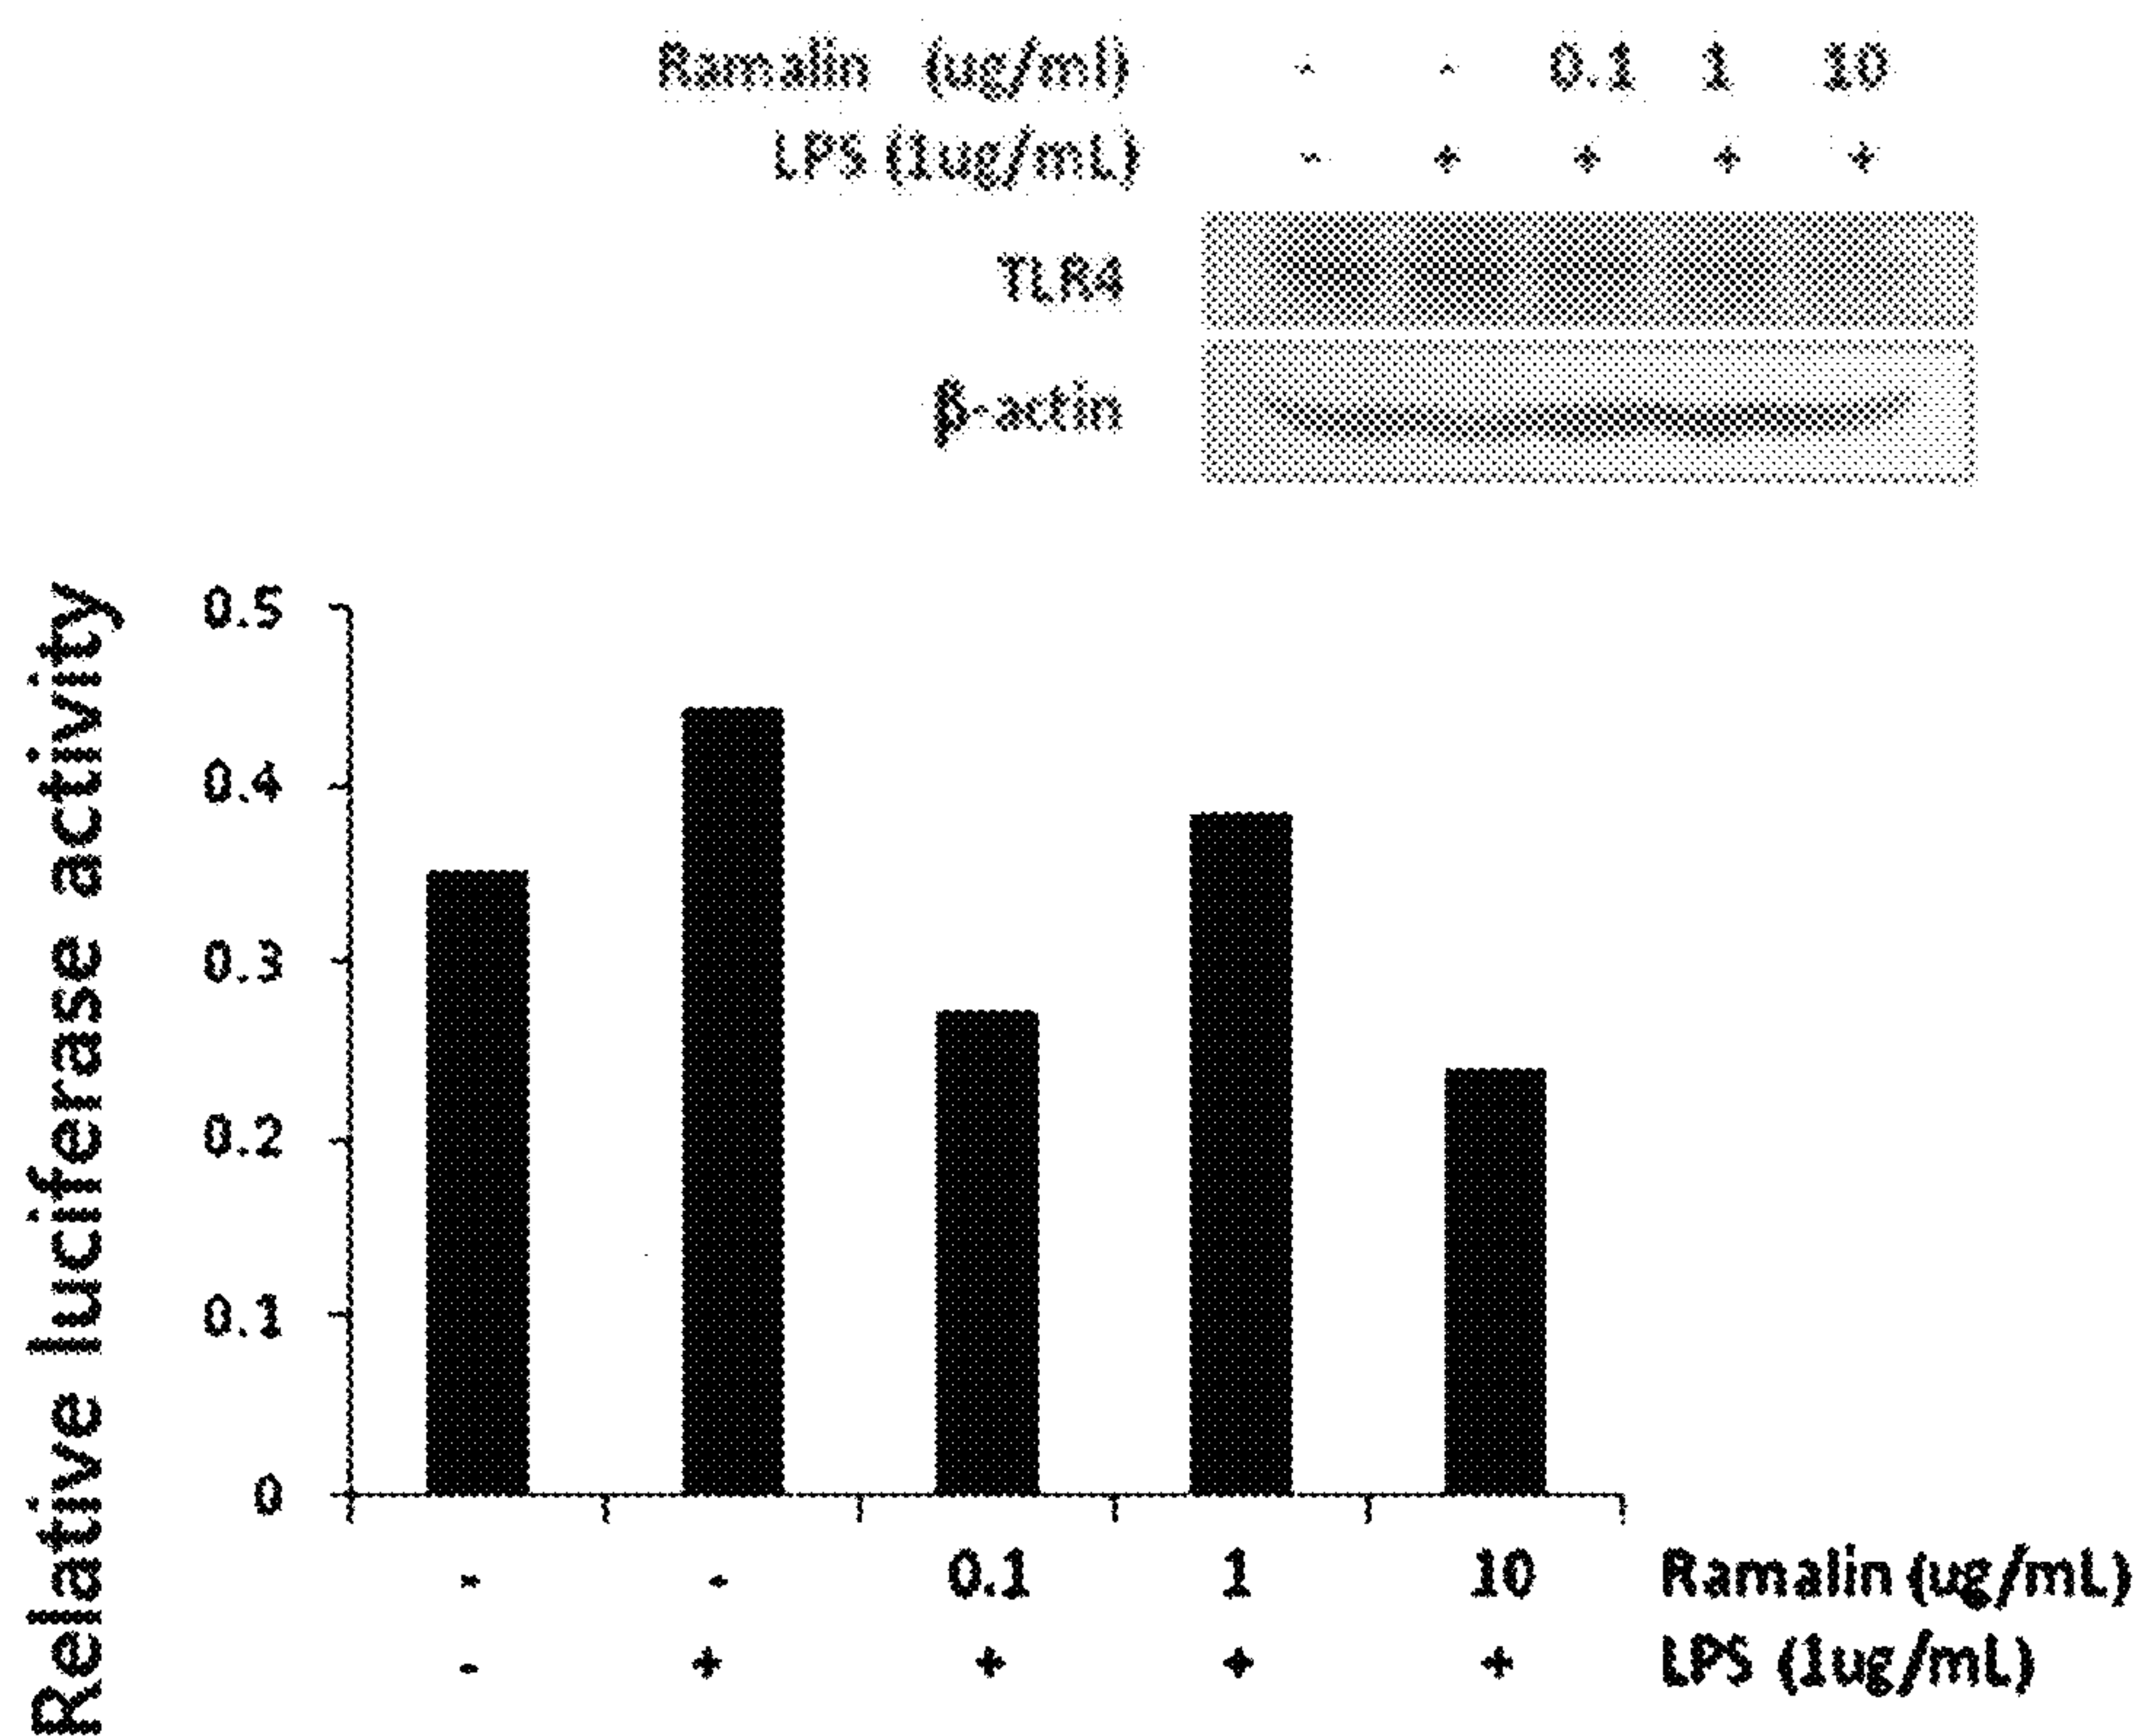 Ramalin (ug/ml) - - 0.1 1 10
LPS (1ug/mL) - + + + +
TLR4
β-actin
Relative luciferase activity
0.5
0.4
0.3
0.2
0.1
0
- - 0.1 1 10 Ramalin (ug/mL)
- + + + + LPS (1ug/mL)